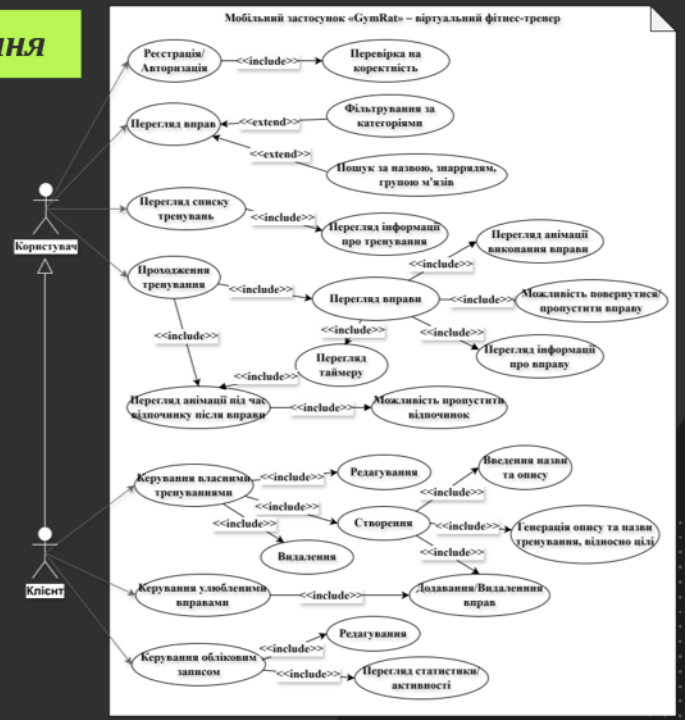 ня
Мобільний застосунок «GymRat» – віртуальний фітнес-тренер
Реєстрація/
Авторизація
<<include>>
Перевірка на
коректність
Перегляд вправ
<<extend>>
Фільтрування за
категоріями
<<extend>>
Пошук за назвою, знаррядям,
групою м'язів
Користувач
Перегляд списку
тренувань
<<include>>
Перегляд інформації
про тренування
Проходження
тренування
<<include>>
Перегляд вправи
<<include>>
Перегляд анімації
виконання вправи
<<include>>
Можливість повернутися/
пропустити вправу
<<include>>
Перегляд інформації
про вправу
<<include>>
Перегляд
таймеру
<<include>>
<<include>>
Перегляд анімації під час
відпочинку після вправи
<<include>>
Можливість пропустити
відпочинок
Клієнт
Керування власними
тренуваннями
<<include>>
Редагування
<<include>>
Створення
<<include>>
Видалення
<<include>>
Введення назви
та опису
<<include>>
Генерація опису та назви
тренування, відносно цілі
<<include>>
Керування улюбленими
вправами
<<include>>
Додавання/Видаленння
вправ
Керування обліковим
записом
<<include>>
Редагування
<<include>>
Перегляд статистики/
активності